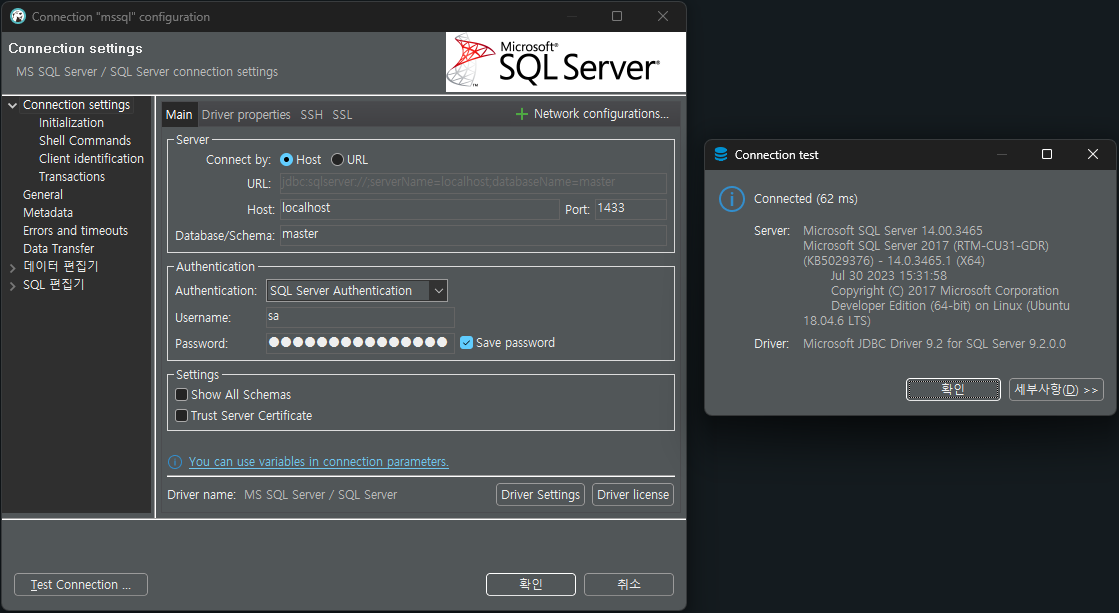 Connection "mssql" configuration
Connection settings
MS SQL Server / SQL Server connection settings
Microsoft®
SQL Server®
Connection settings
Initialization
Shell Commands
Client identification
Transactions
General
Metadata
Errors and timeouts
Data Transfer
데이터 편집기
SQL 편집기
Main Driver properties SSH SSL Network configurations...
Server
Connect by: Host URL
URL: jdbc:sqlserver://;serverName=localhost;databaseName=master
Host: localhost Port: 1433
Database/Schema: master
Authentication
Authentication: SQL Server Authentication
Username: sa
Password: ●●●●●●●●●●●●●●● Save password
Settings
Show All Schemas
Trust Server Certificate
You can use variables in connection parameters.
Driver name: MS SQL Server / SQL Server Driver Settings Driver license
Test Connection ... 확인 취소
Connection test
Connected (62 ms)
Server: Microsoft SQL Server 14.00.3465
Microsoft SQL Server 2017 (RTM-CU31-GDR)
(KB5029376) - 14.0.3465.1 (X64)
Jul 30 2023 15:31:58
Copyright (C) 2017 Microsoft Corporation
Developer Edition (64-bit) on Linux (Ubuntu
18.04.6 LTS)
Driver: Microsoft JDBC Driver 9.2 for SQL Server 9.2.0.0
확인 세부사항(D) >>